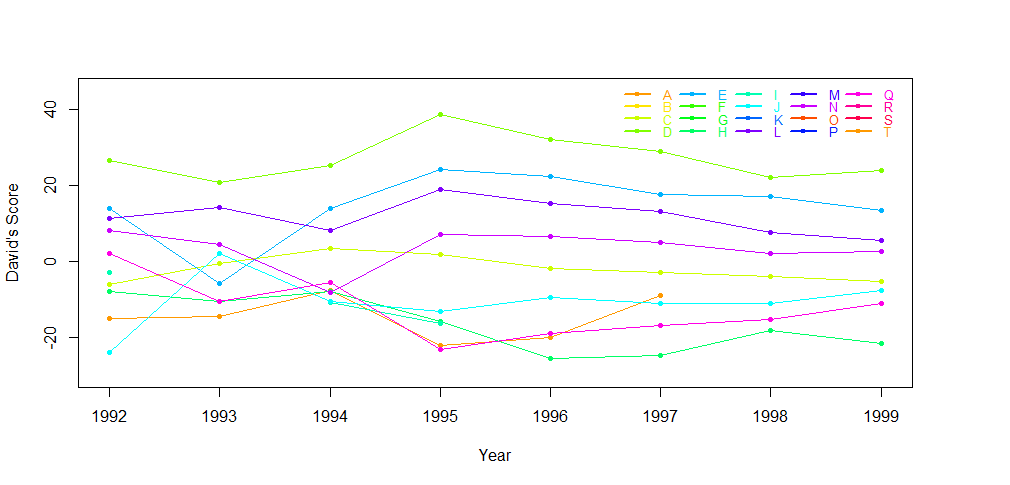 A E I M Q
B F J N R
C G K O S
D H L P T
40
20
0
-20
David's Score
1992 1993 1994 1995 1996 1997 1998 1999
Year